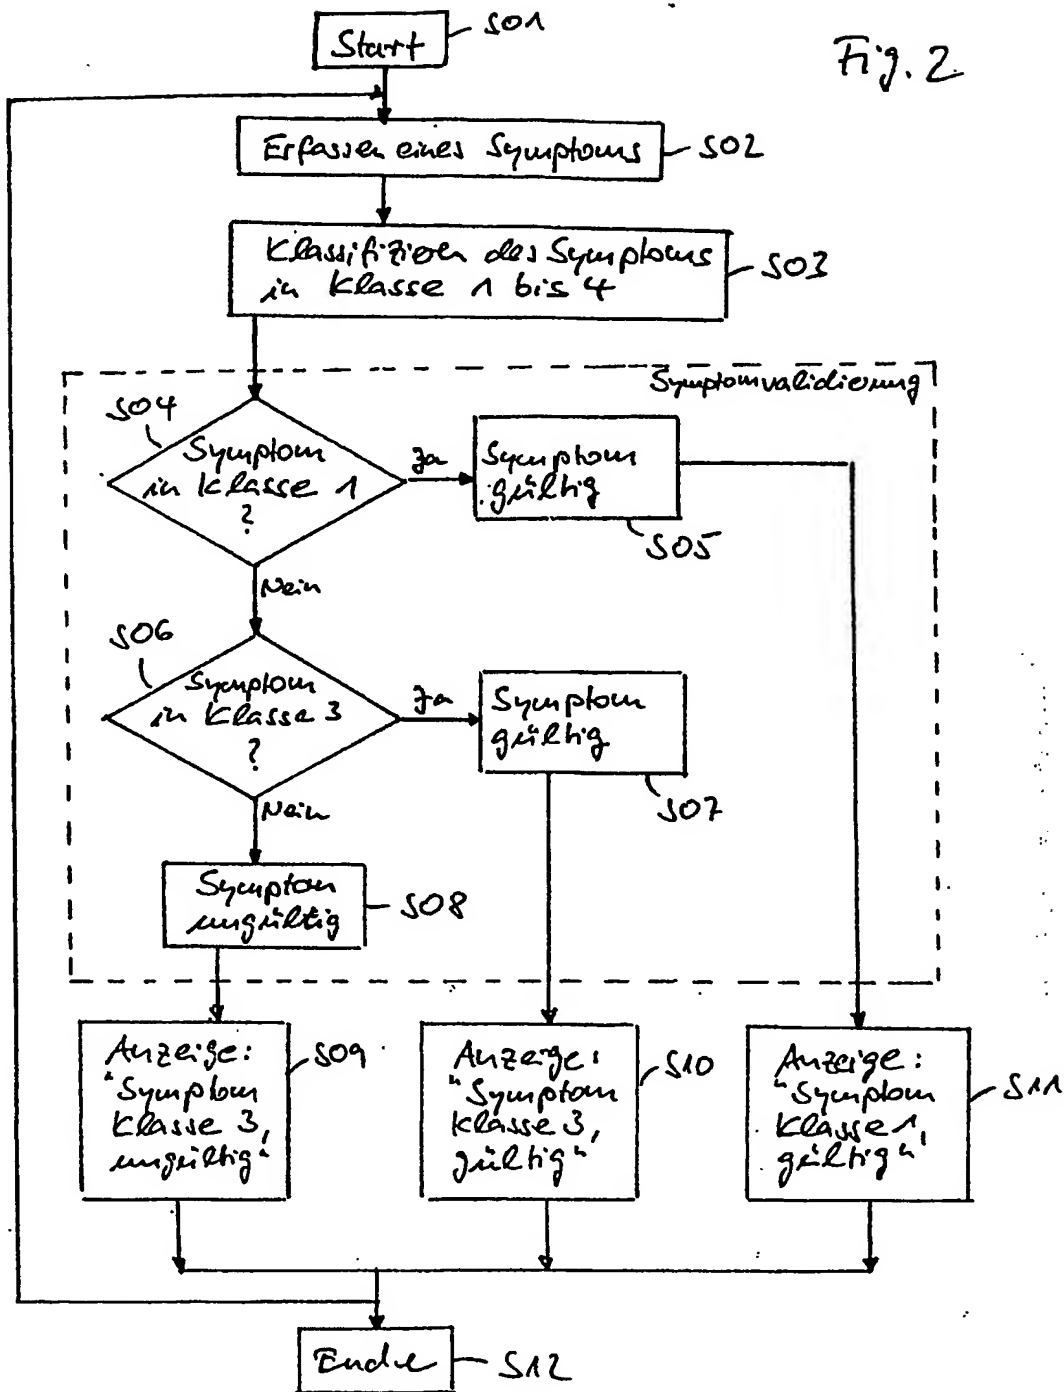 Fig. 2
Start
S01
Erfassen eines Symptoms
S02
Klassifizieren des Symptoms
in Klasse 1 bis 4
S03
Symptomvalidierung
S04
Symptom
in Klasse 1
?
Ja
Symptom
gültig
S05
Nein
S06
Symptom
in Klasse 3
?
Ja
Symptom
gültig
S07
Nein
Symptom
ungültig
S08
Anzeige:
"Symptom
Klasse 3,
ungültig"
S09
Anzeige:
"Symptom
Klasse 3,
gültig"
S10
Anzeige:
"Symptom
Klasse 1,
gültig"
S11
Ende
S12